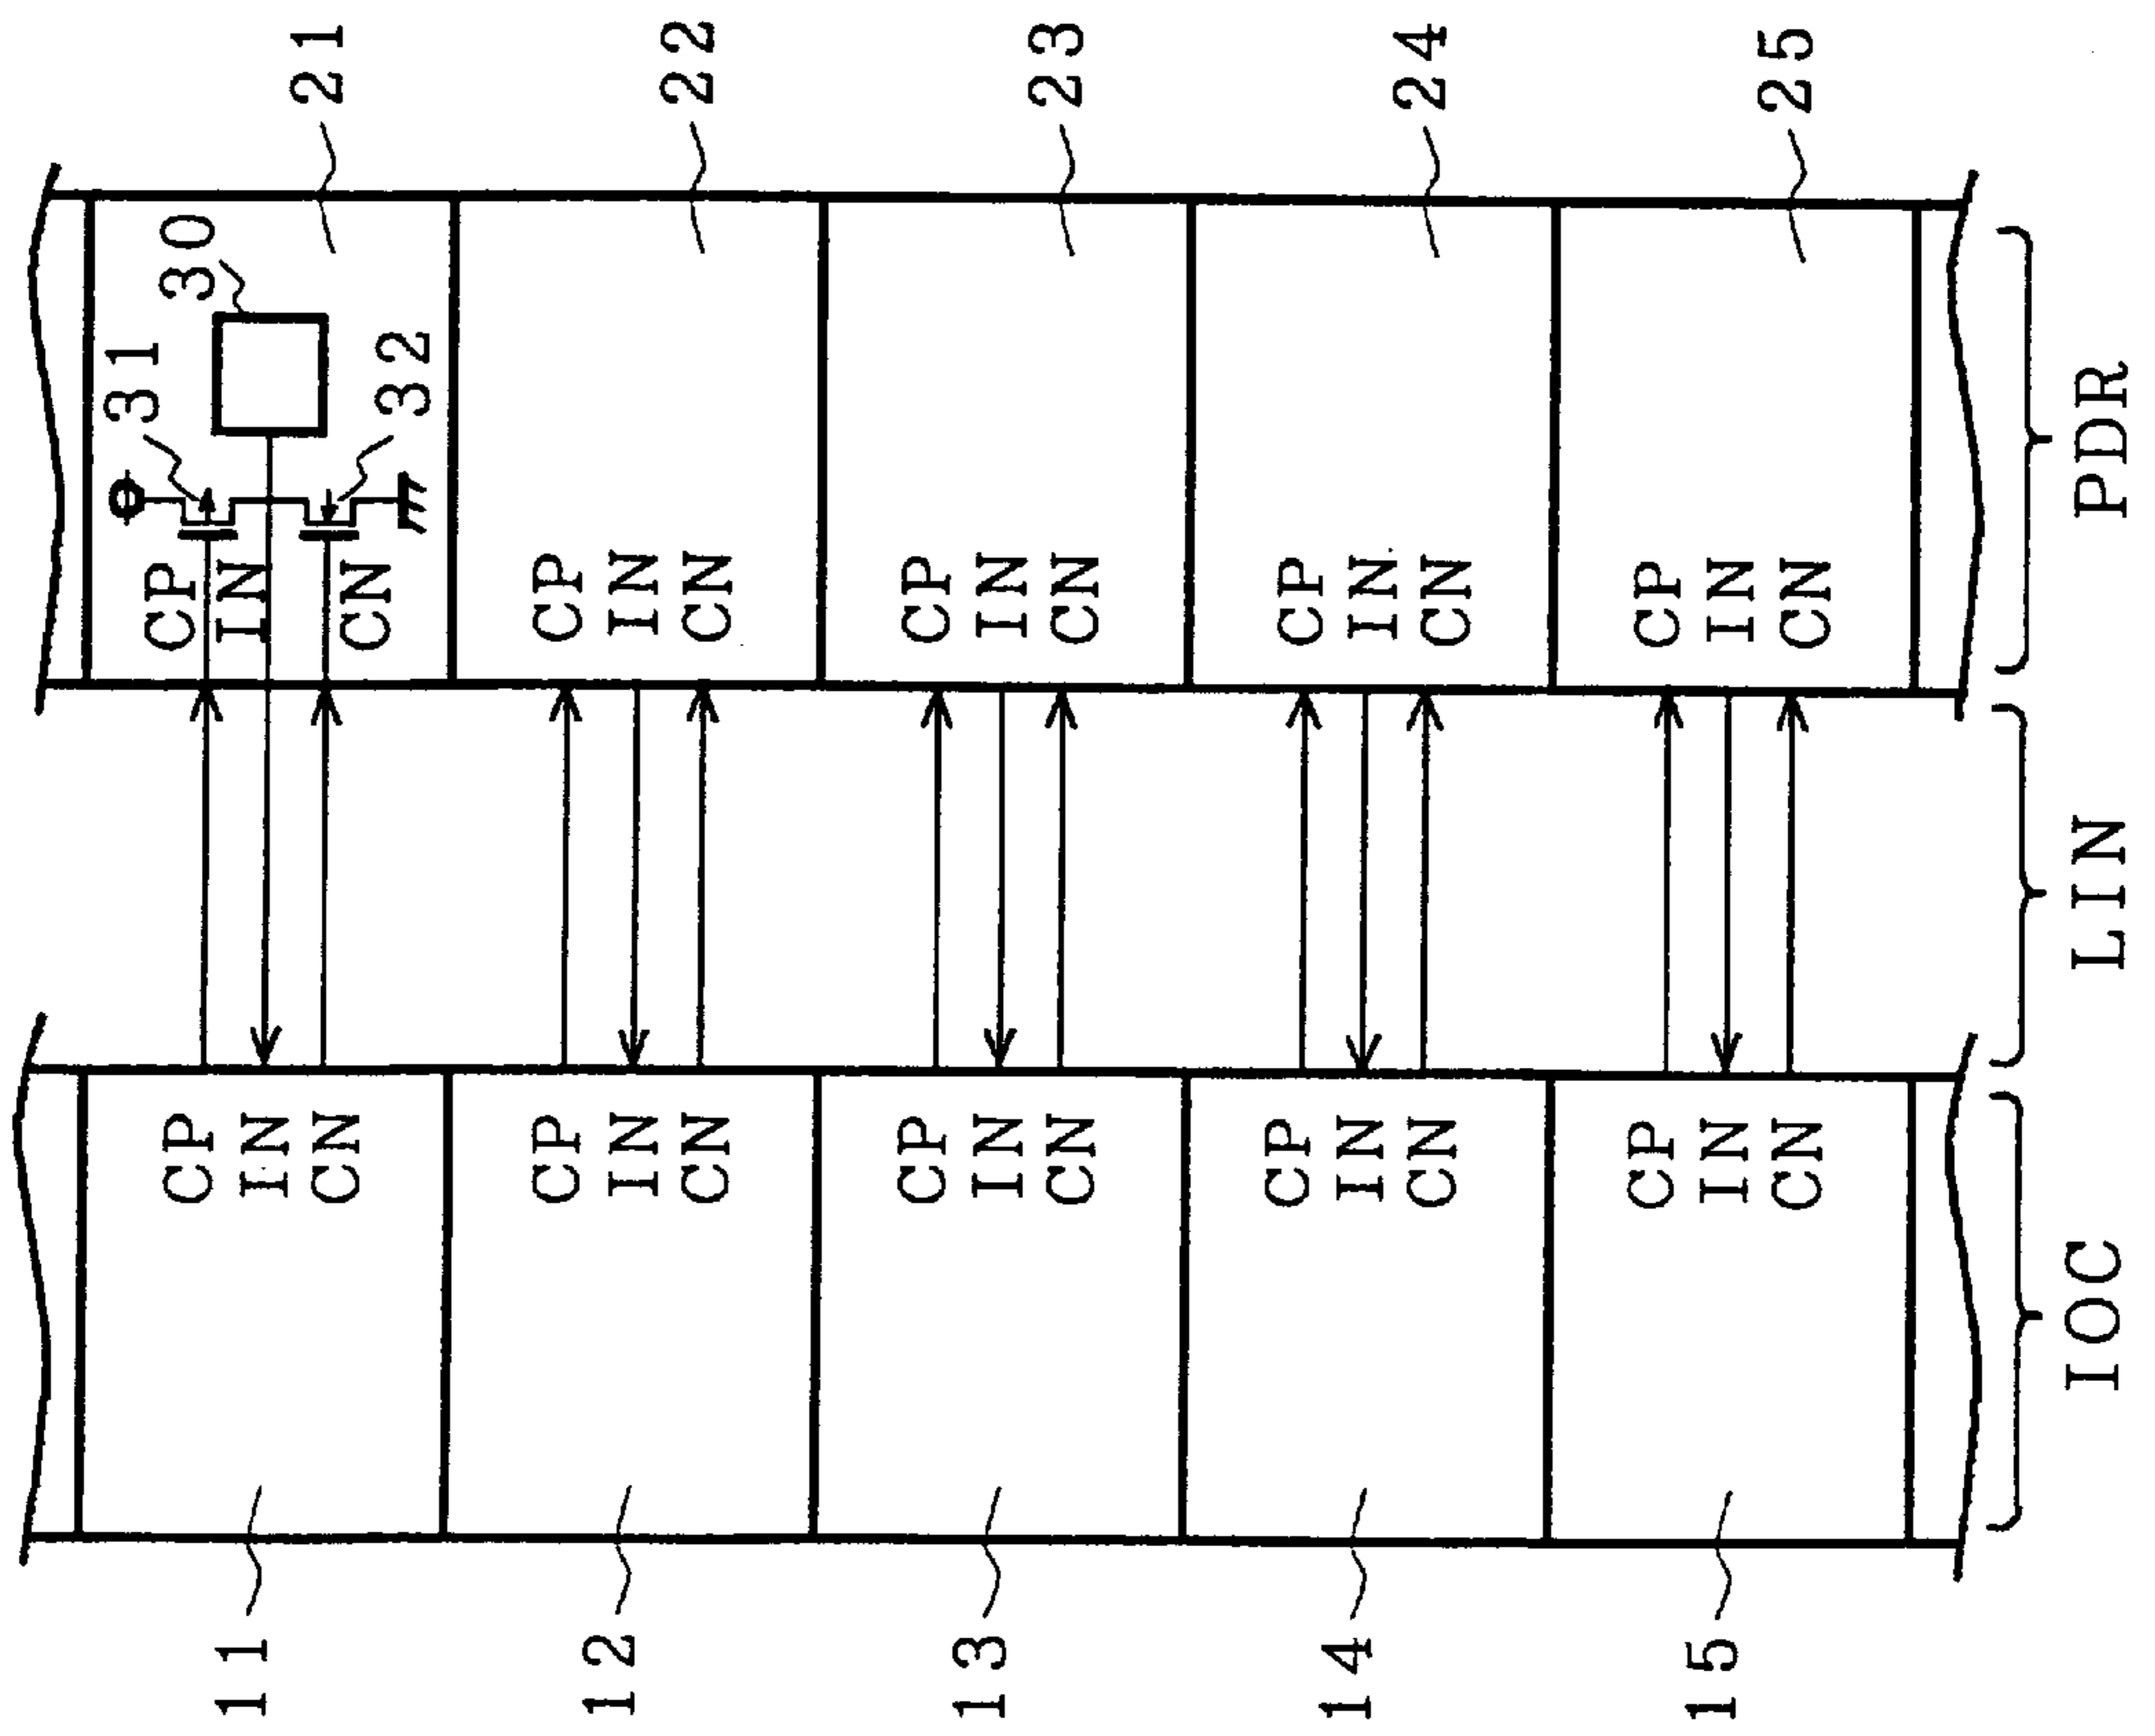 31
30
CP CP
11 IN IN 21
CN CN 32
CP CP
12 IN IN 22
CN CN
CP CP
13 IN IN 23
CN CN
CP CP
14 IN IN 24
CN CN
CP CP
15 IN IN 25
CN CN
IOC LIN PDR